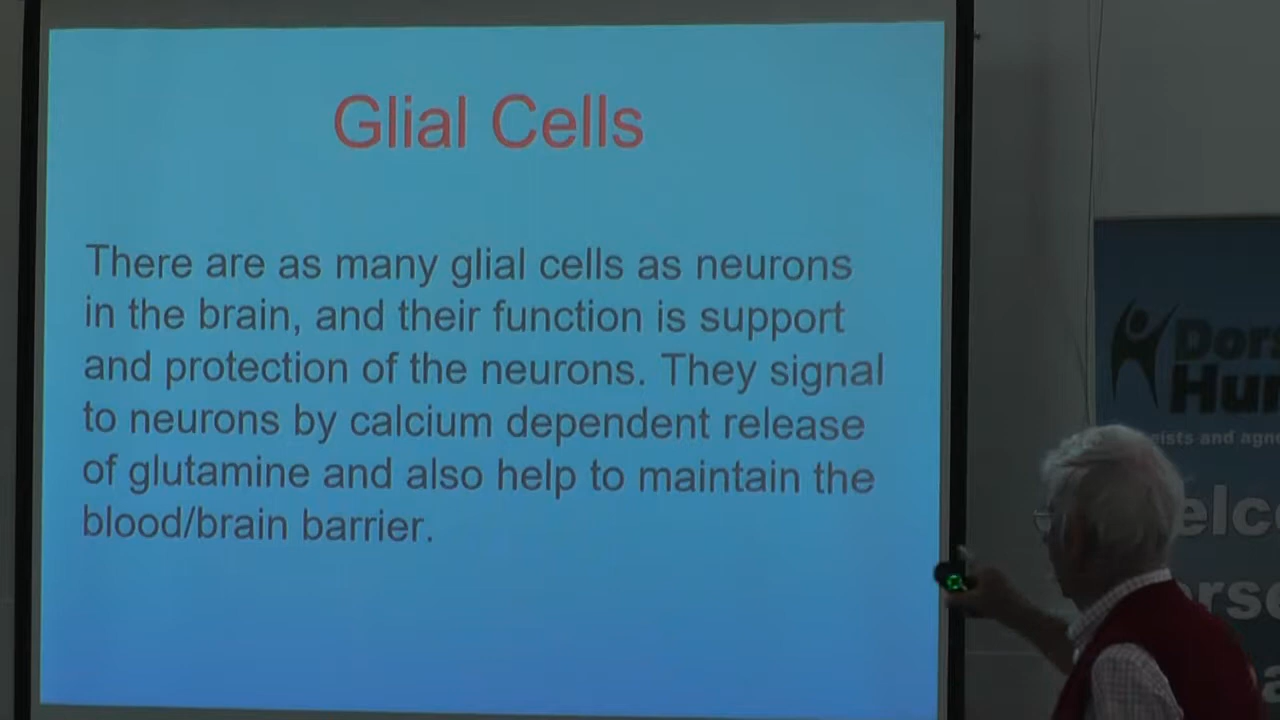 Glial Cells
There are as many glial cells as neurons
in the brain, and their function is support
and protection of the neurons. They signal
to neurons by calcium dependent release
of glutamine and also help to maintain the
blood/brain barrier.